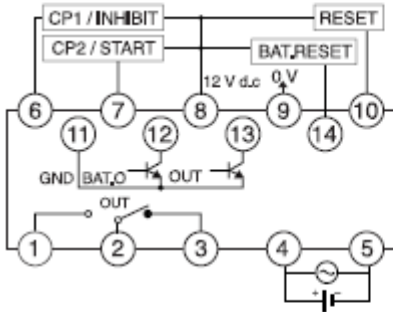 CP1 / INHIBIT RESET
CP2 / START BAT.RESET
12 V d.c 0 V
6 7 8 9 10
11 12 13 14
GND BAT.O OUT
OUT
1 2 3 4 5
+ −